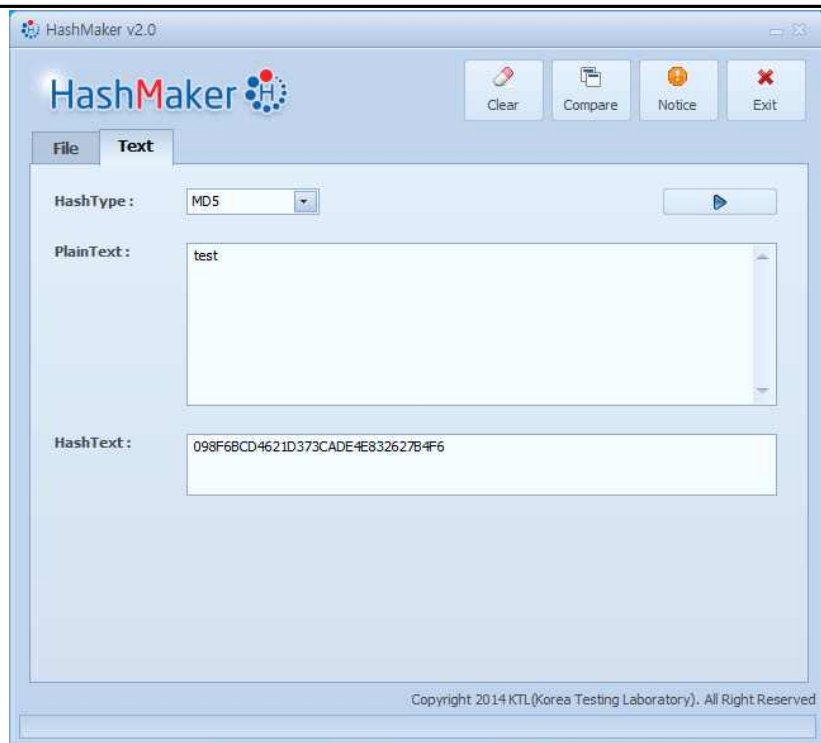 HashMaker v2.0
HashMaker H
Clear Compare Notice Exit
File Text
HashType : MD5
PlainText : test
HashText : 098F6BCD4621D373CADE4E832627B4F6
Copyright 2014 KTL(Korea Testing Laboratory). All Right Reserved